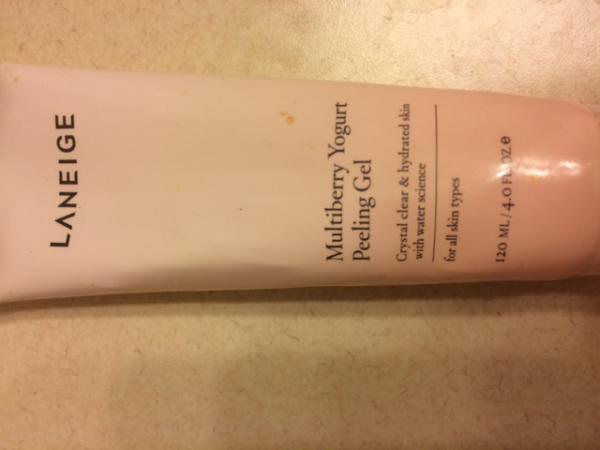 LANEIGE
Multiberry Yogurt
Peeling Gel
Crystal clear & hydrated skin
with water science
for all skin types
120 ML / 4.0 FL. OZ. e